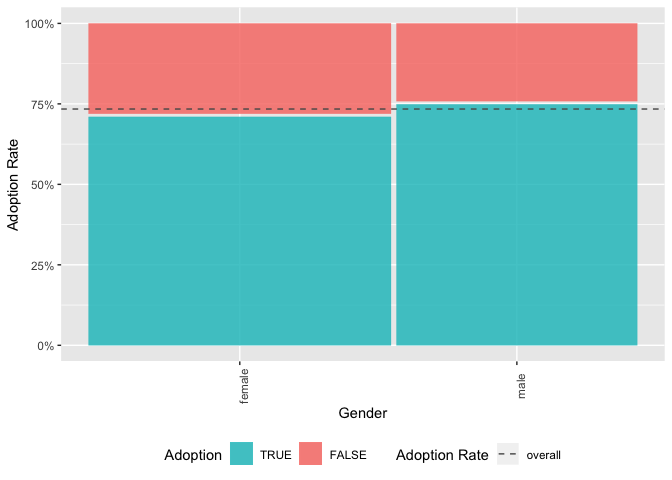 100%
75%
50%
25%
0%
Adoption Rate
female
male
Gender
Adoption TRUE FALSE Adoption Rate overall